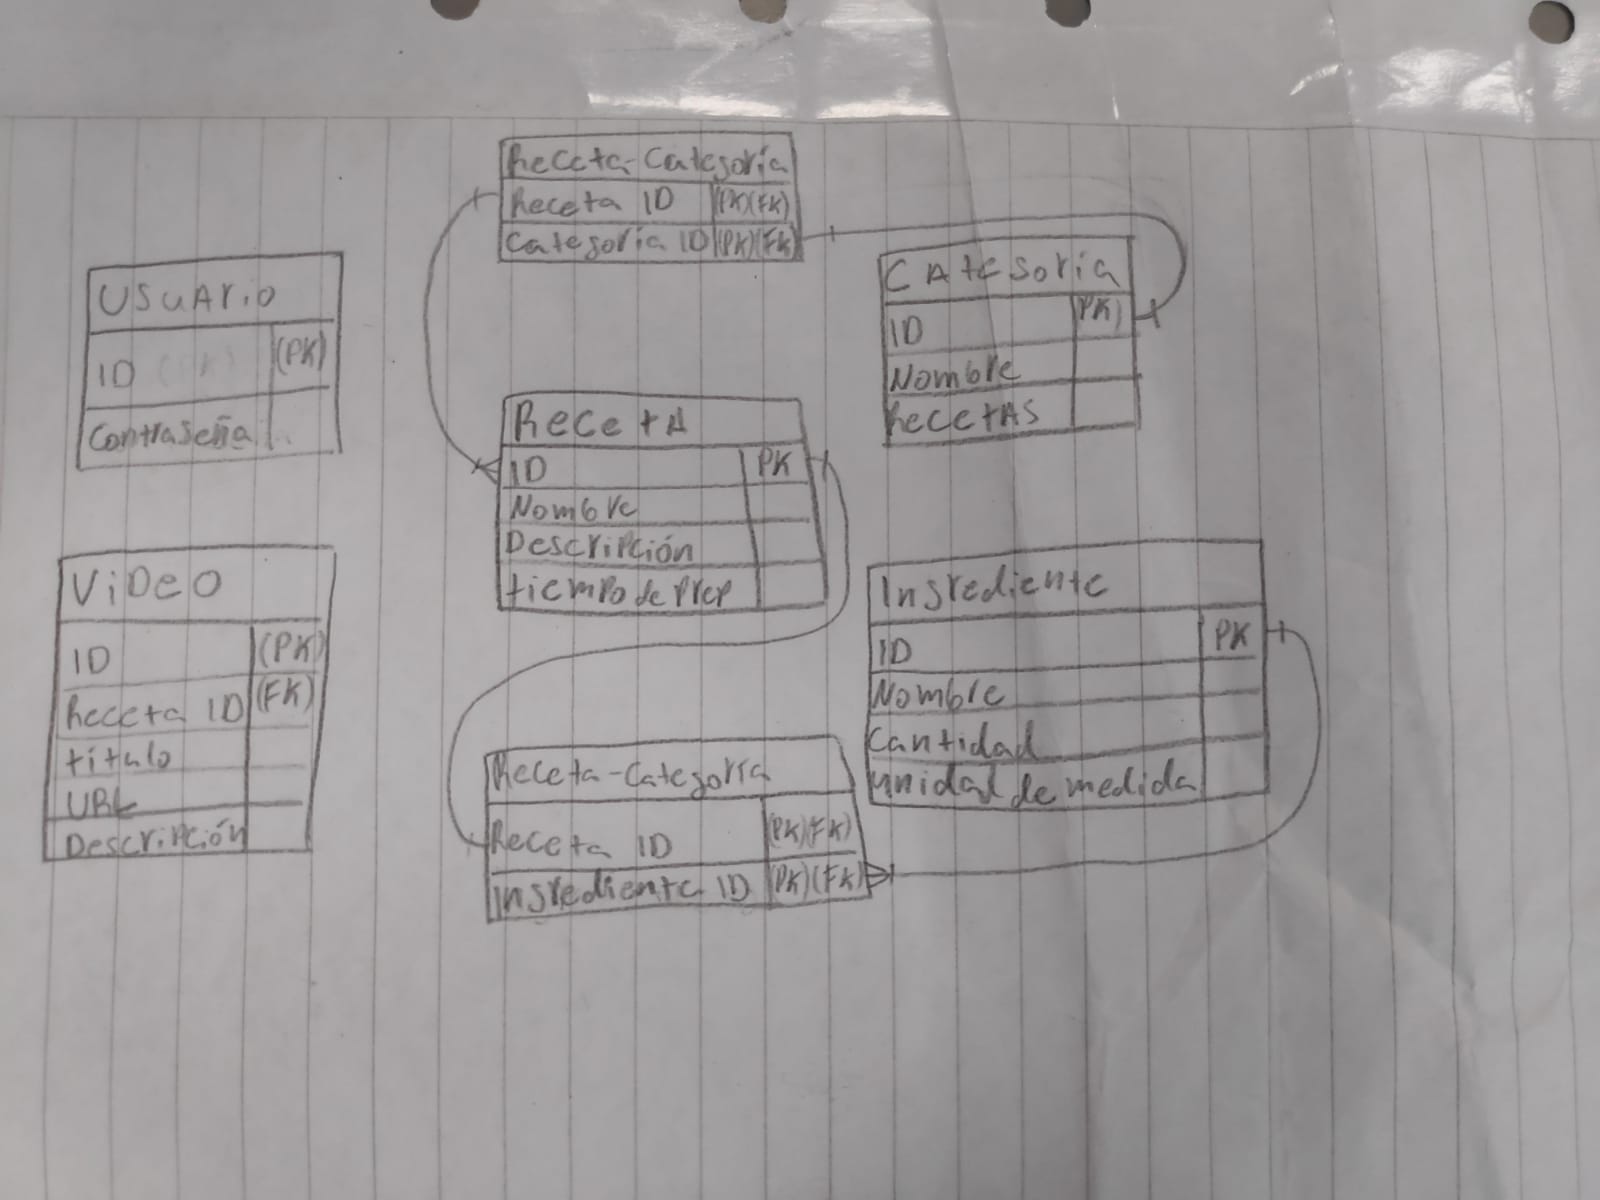 Receta-Categoría
Receta ID (PK)(FK)
Categoría ID (PK)(FK)
Usuario
ID (PK)
Contraseña
Categoría
ID (PK)
Nombre
Recetas
Receta
ID PK
Nombre
Descripción
tiempo de Prep
Video
ID (PK)
Receta ID (FK)
título
URL
Descripción
Ingrediente
ID PK
Nombre
Cantidad
unidad de medida
Receta-Categoría
Receta ID (PK)(FK)
Ingrediente ID (PK)(FK)